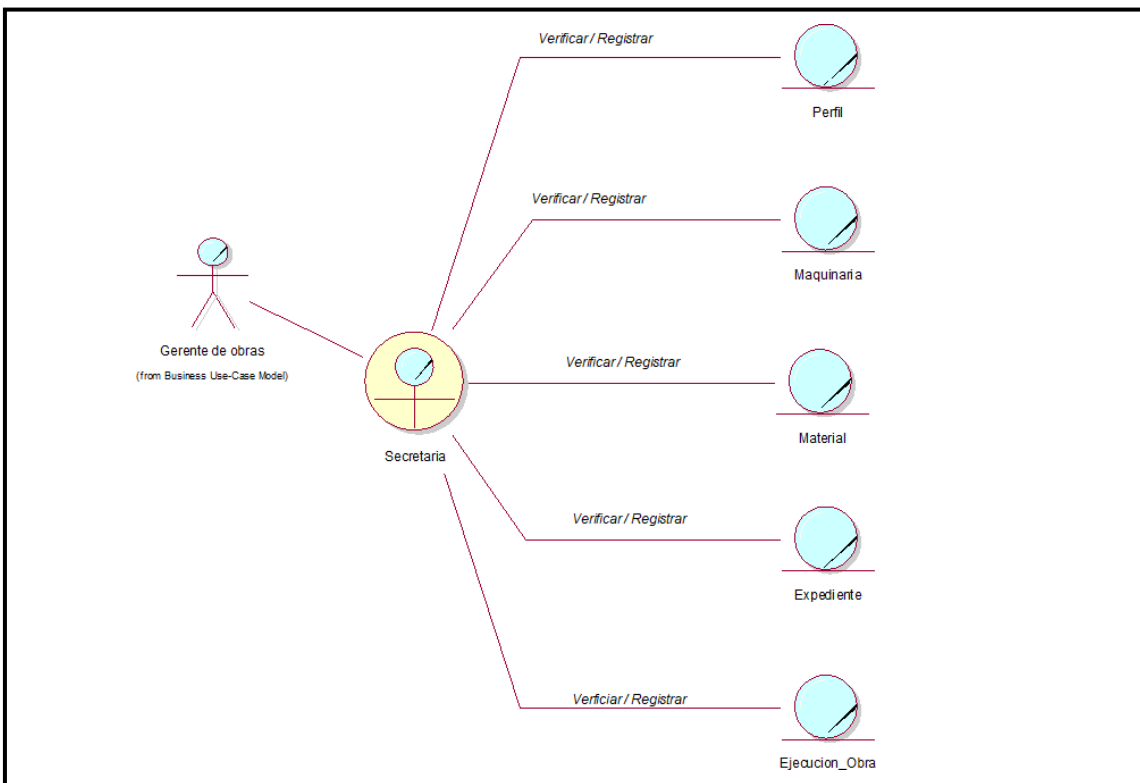 Verificar / Registrar
Perfil
Verificar / Registrar
Maquinaria
Gerente de obras
(from Business Use-Case Model)
Verificar / Registrar
Material
Secretaria
Verificar / Registrar
Expediente
Verficiar / Registrar
Ejecucion_Obra